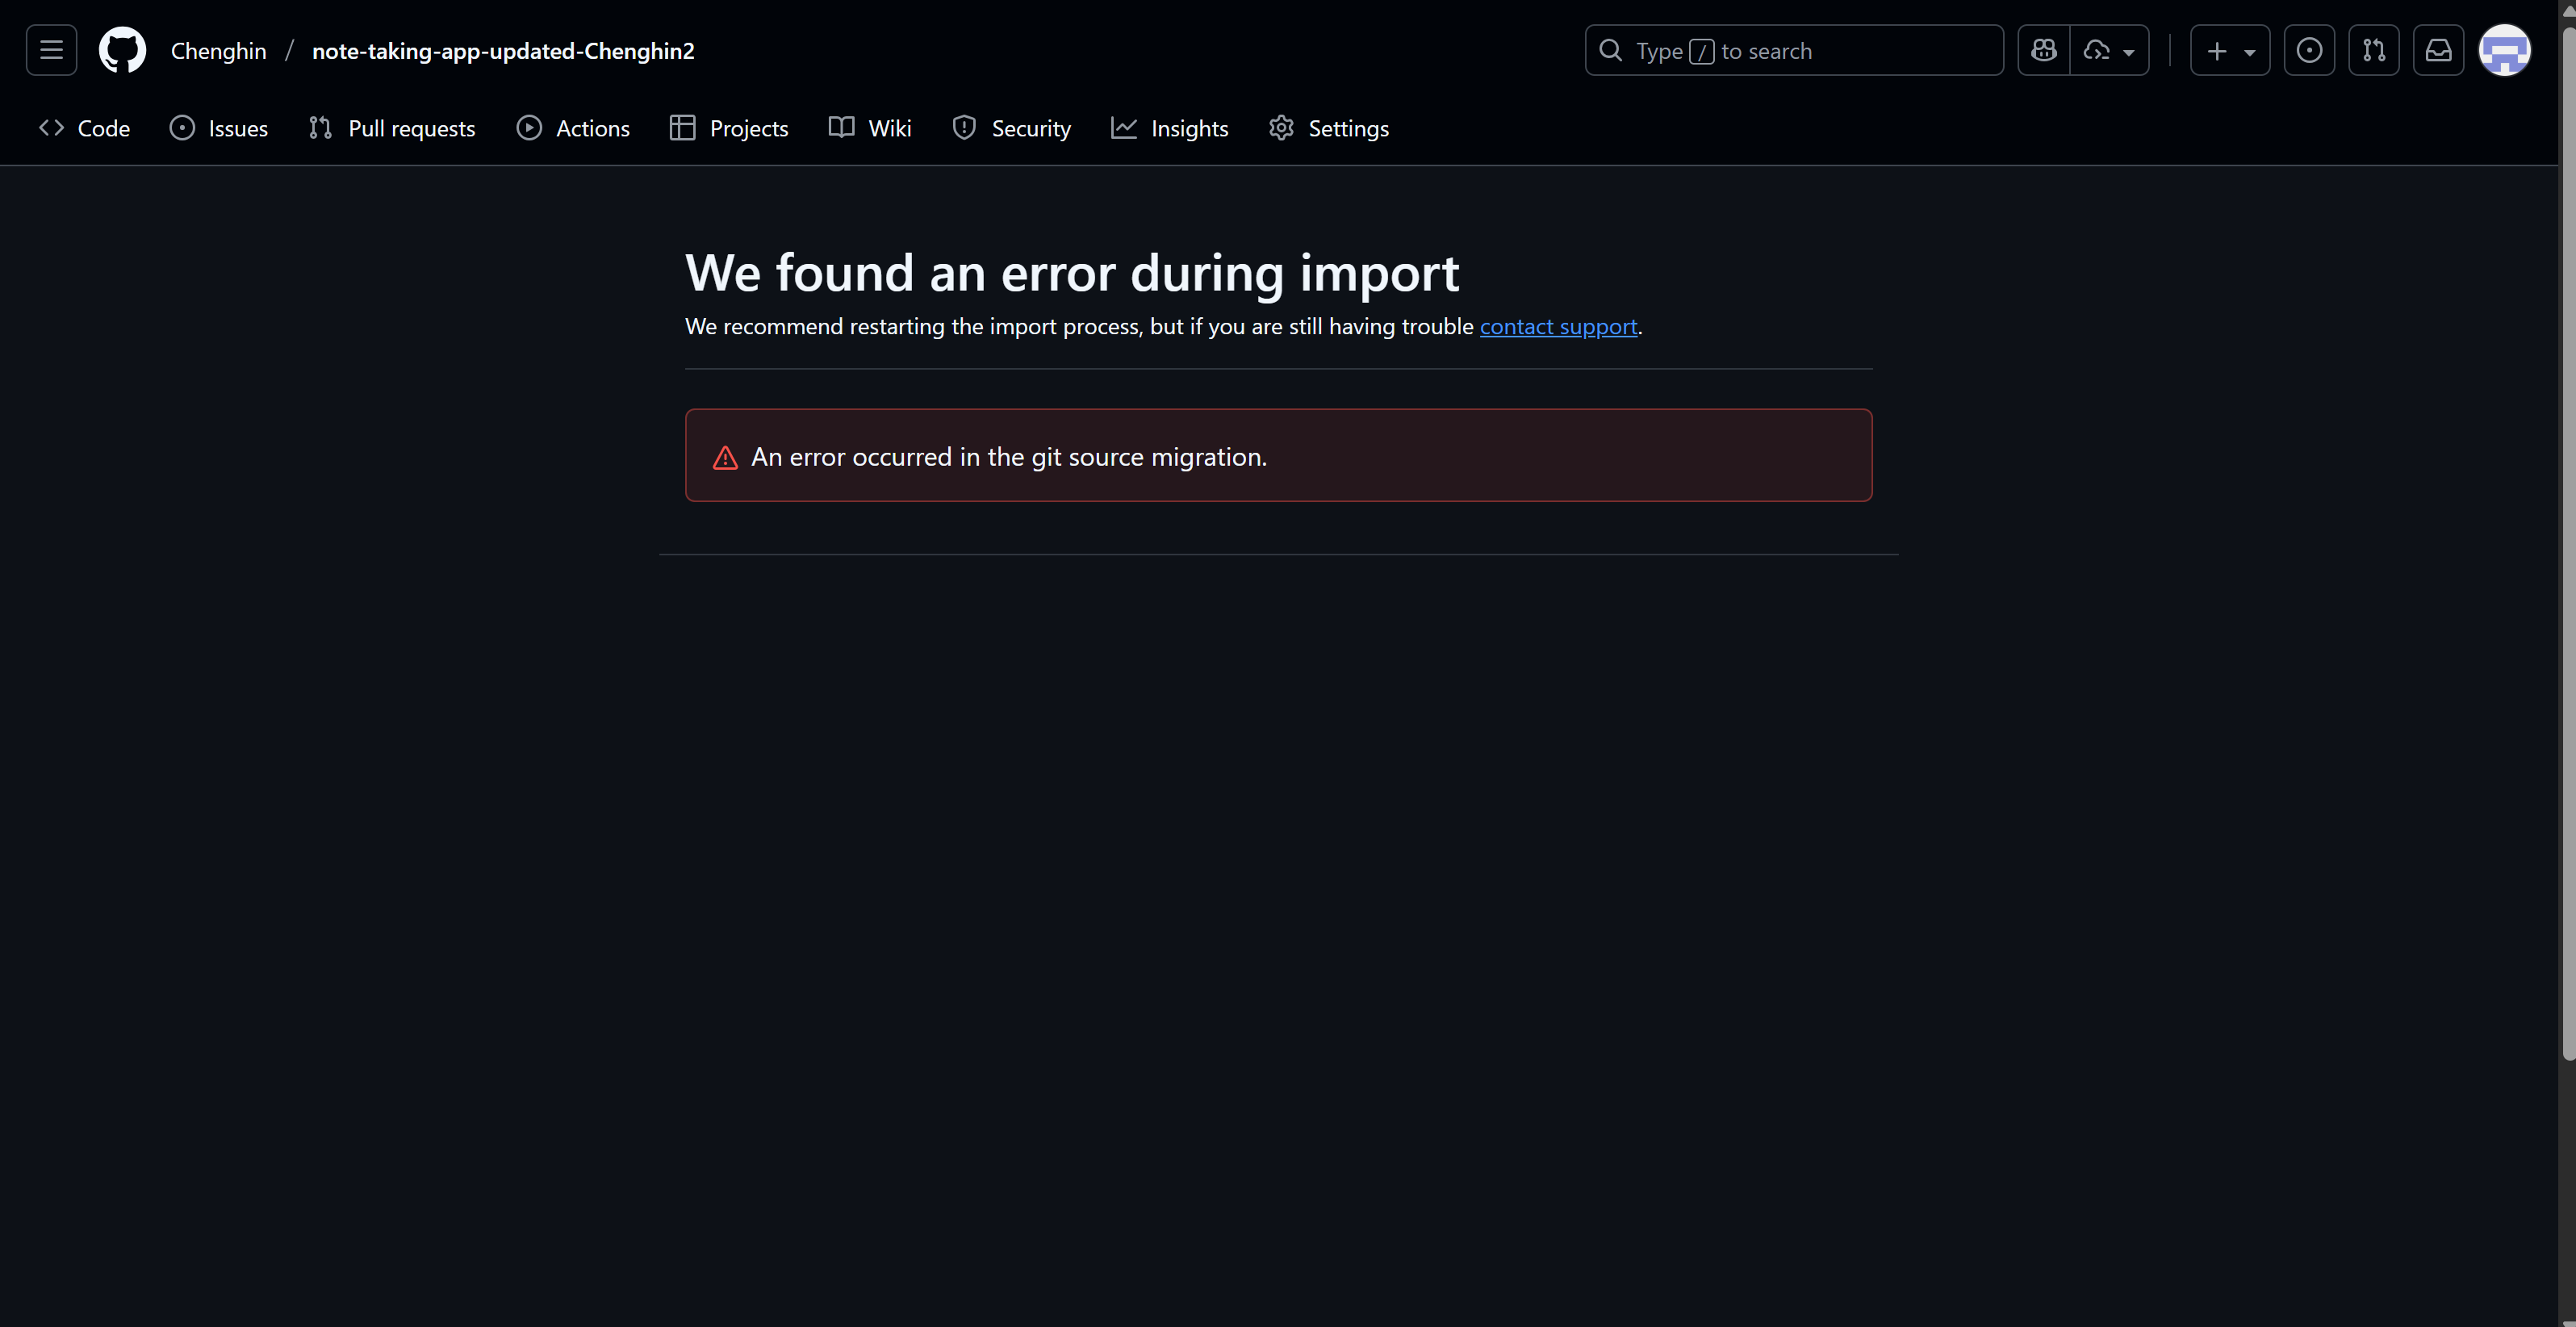 Chenghin / note-taking-app-updated-Chenghin2
Type / to search
Code Issues Pull requests Actions Projects Wiki Security Insights Settings
We found an error during import
We recommend restarting the import process, but if you are still having trouble contact support.
An error occurred in the git source migration.